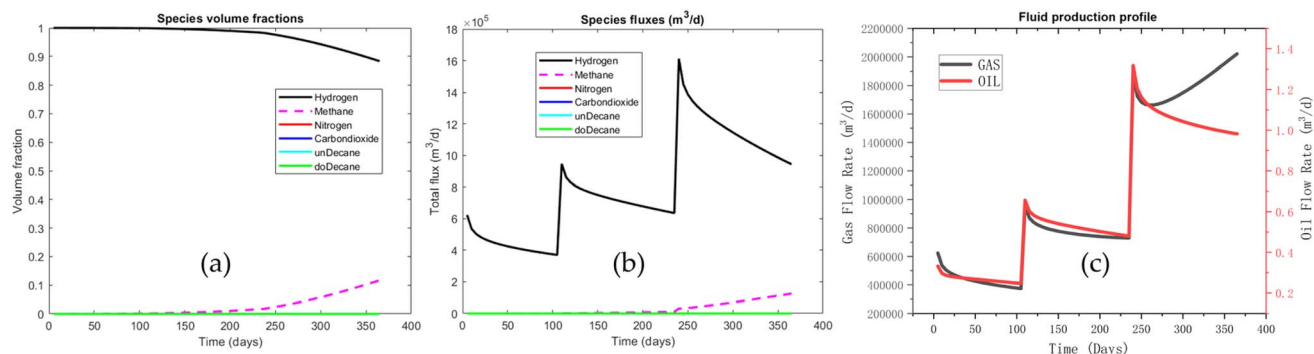 Species volume fractions
1
0.9
0.8
0.7
0.6
0.5
0.4
0.3
0.2
0.1
0
Volume fraction
Hydrogen
Methane
Nitrogen
Carbondioxide
unDecane
doDecane
(a)
0 50 100 150 200 250 300 350 400
Time (days)
Species fluxes (m³/d)
×10⁵
18
16
14
12
10
8
6
4
2
0
Total flux (m³/d)
Hydrogen
Methane
Nitrogen
Carbondioxide
unDecane
doDecane
(b)
0 50 100 150 200 250 300 350 400
Time (days)
Fluid production profile
2200000
2000000
1800000
1600000
1400000
1200000
1000000
800000
600000
400000
200000
Gas Flow Rate (m³/d)
GAS
OIL
(c)
1.4
1.2
1.0
0.8
0.6
0.4
0.2
Oil Flow Rate (m³/d)
0 50 100 150 200 250 300 350 400
Time (Days)